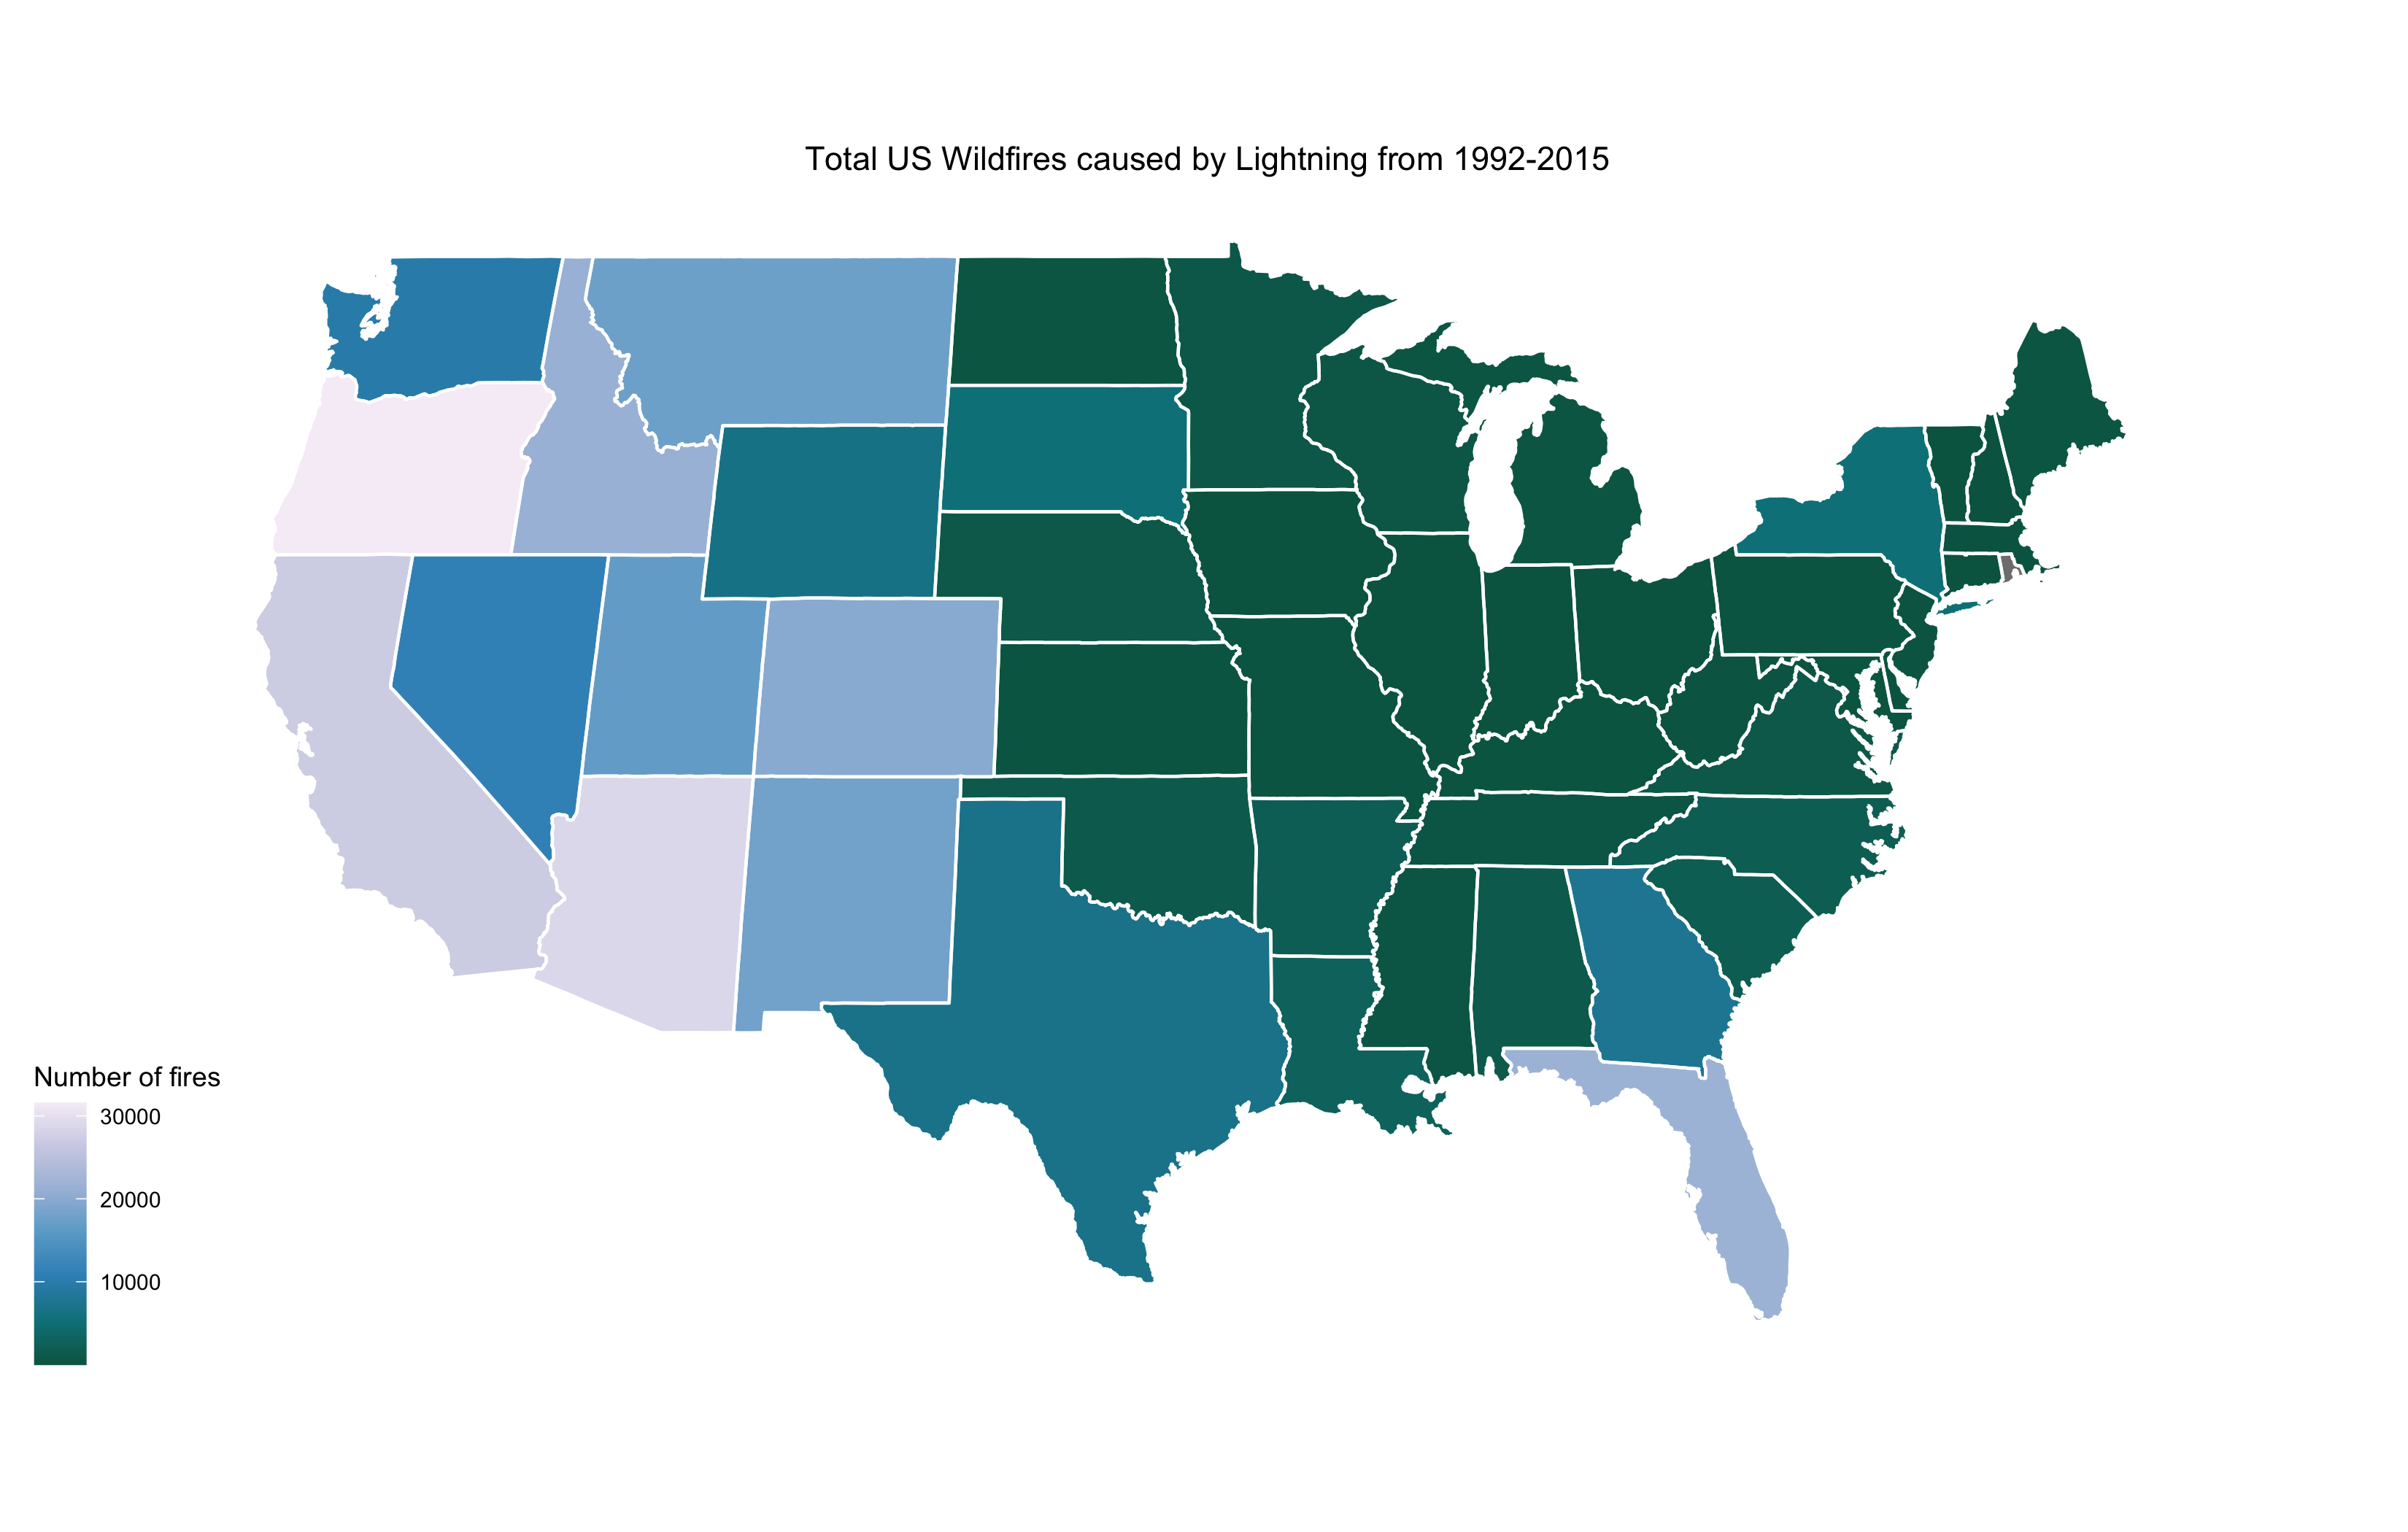 Total US Wildfires caused by Lightning from 1992-2015
Number of fires
30000
20000
10000